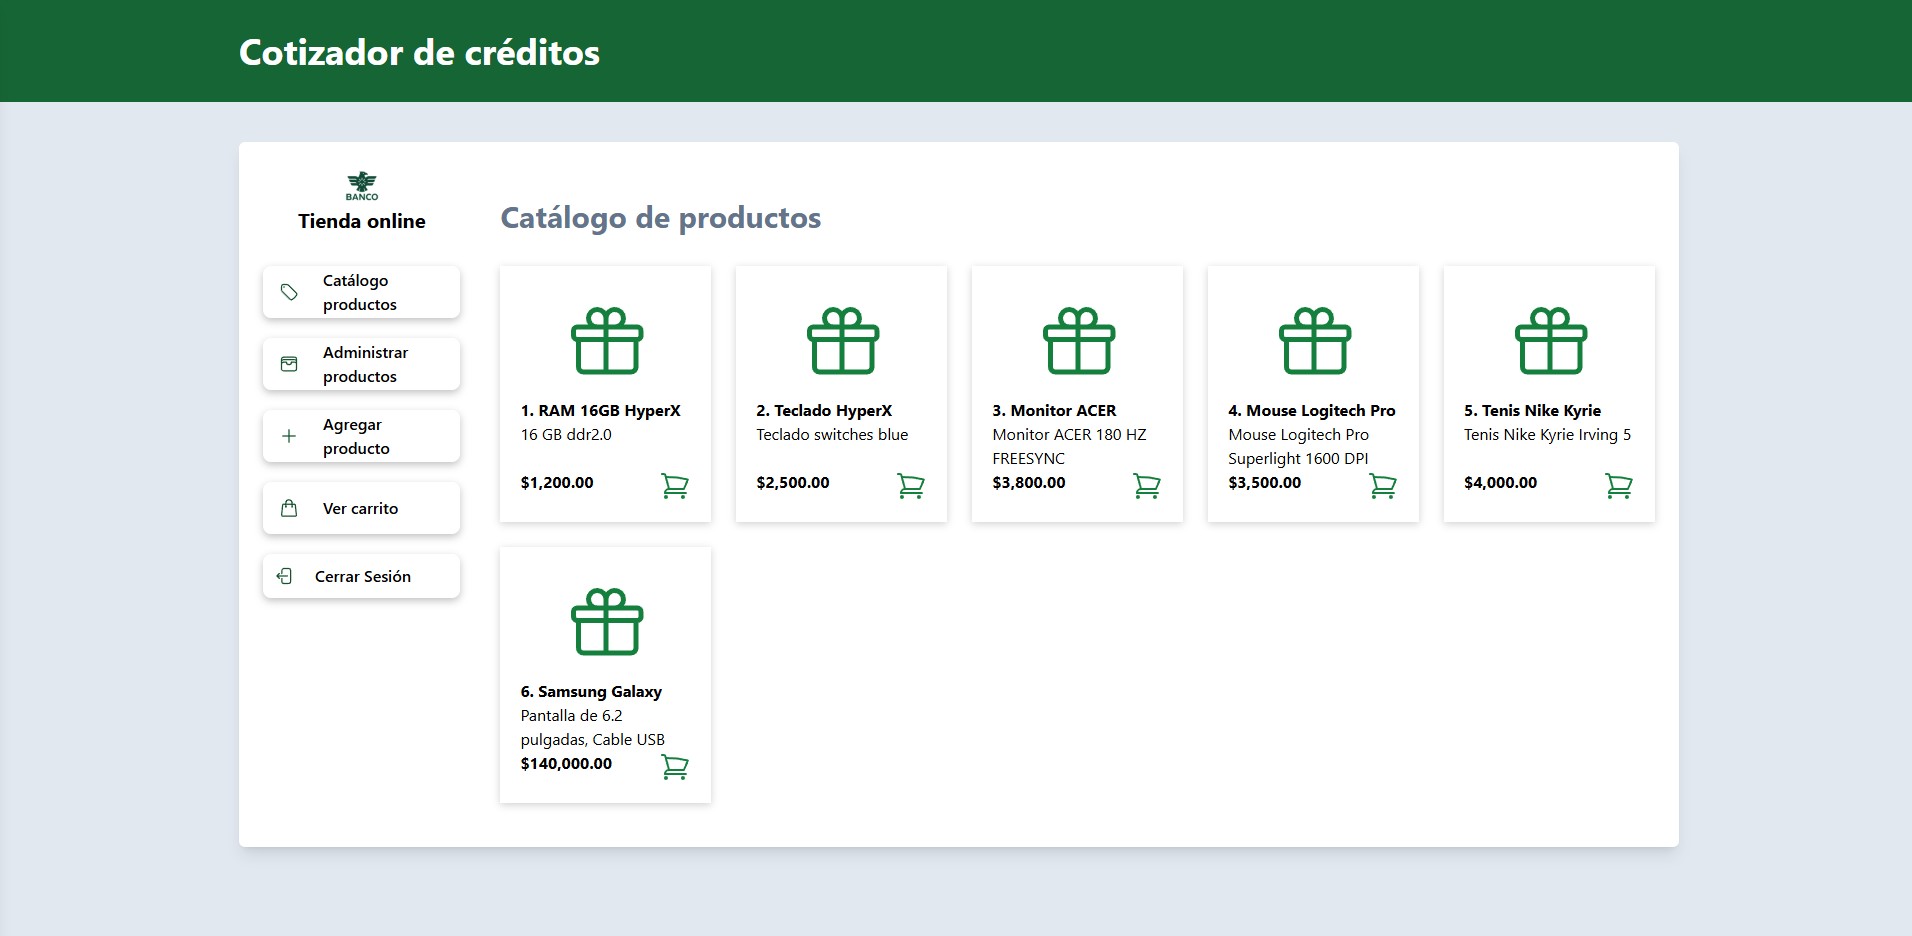 Cotizador de créditos
BANCO
Tienda online
Catálogo
productos
Administrar
productos
Agregar
producto
Ver carrito
Cerrar Sesión
Catálogo de productos
1. RAM 16GB HyperX
16 GB ddr2.0
$1,200.00
2. Teclado HyperX
Teclado switches blue
$2,500.00
3. Monitor ACER
Monitor ACER 180 HZ
FREESYNC
$3,800.00
4. Mouse Logitech Pro
Mouse Logitech Pro
Superlight 1600 DPI
$3,500.00
5. Tenis Nike Kyrie
Tenis Nike Kyrie Irving 5
$4,000.00
6. Samsung Galaxy
Pantalla de 6.2
pulgadas, Cable USB
$140,000.00